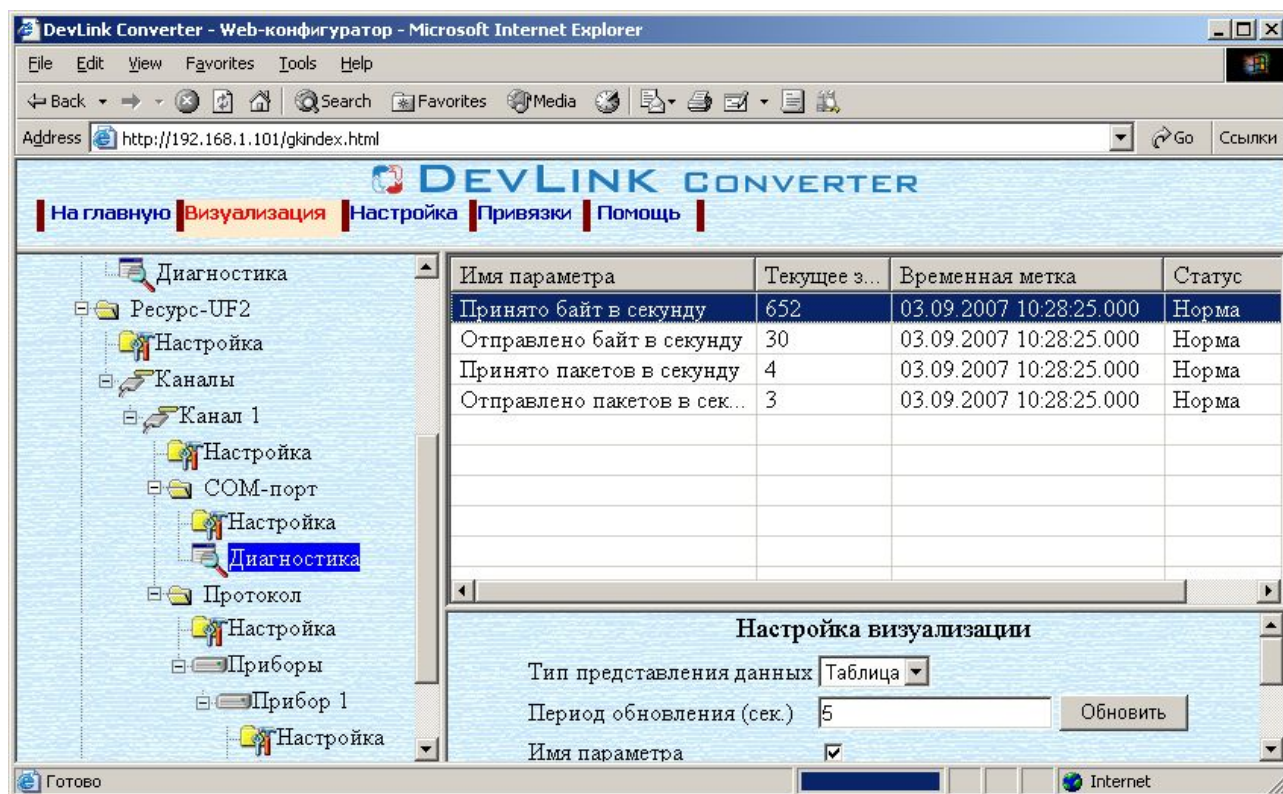 DevLink Converter - Web-конфигуратор - Microsoft Internet Explorer
File Edit View Favorites Tools Help
Back Search Favorites Media
Address http://192.168.1.101/gkindex.html Go Ссылки
DEVLINK CONVERTER
На главную Визуализация Настройка Привязки Помощь
Диагностика
Ресурс-UF2
Настройка
Каналы
Канал 1
Настройка
COM-порт
Настройка
Диагностика
Протокол
Настройка
Приборы
Прибор 1
Настройка
Имя параметра Текущее з... Временная метка Статус
Принято байт в секунду 652 03.09.2007 10:28:25.000 Норма
Отправлено байт в секунду 30 03.09.2007 10:28:25.000 Норма
Принято пакетов в секунду 4 03.09.2007 10:28:25.000 Норма
Отправлено пакетов в сек... 3 03.09.2007 10:28:25.000 Норма
Настройка визуализации
Тип представления данных Таблица
Период обновления (сек.) 5 Обновить
Имя параметра
Готово Internet